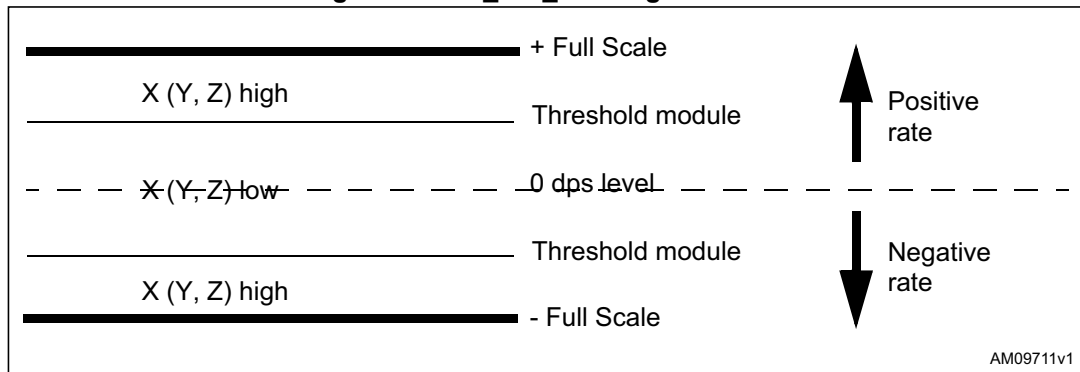 + Full Scale
X (Y, Z) high
Threshold module
Positive
rate
X (Y, Z) low
0 dps level
Threshold module
Negative
rate
X (Y, Z) high
- Full Scale
AM09711v1